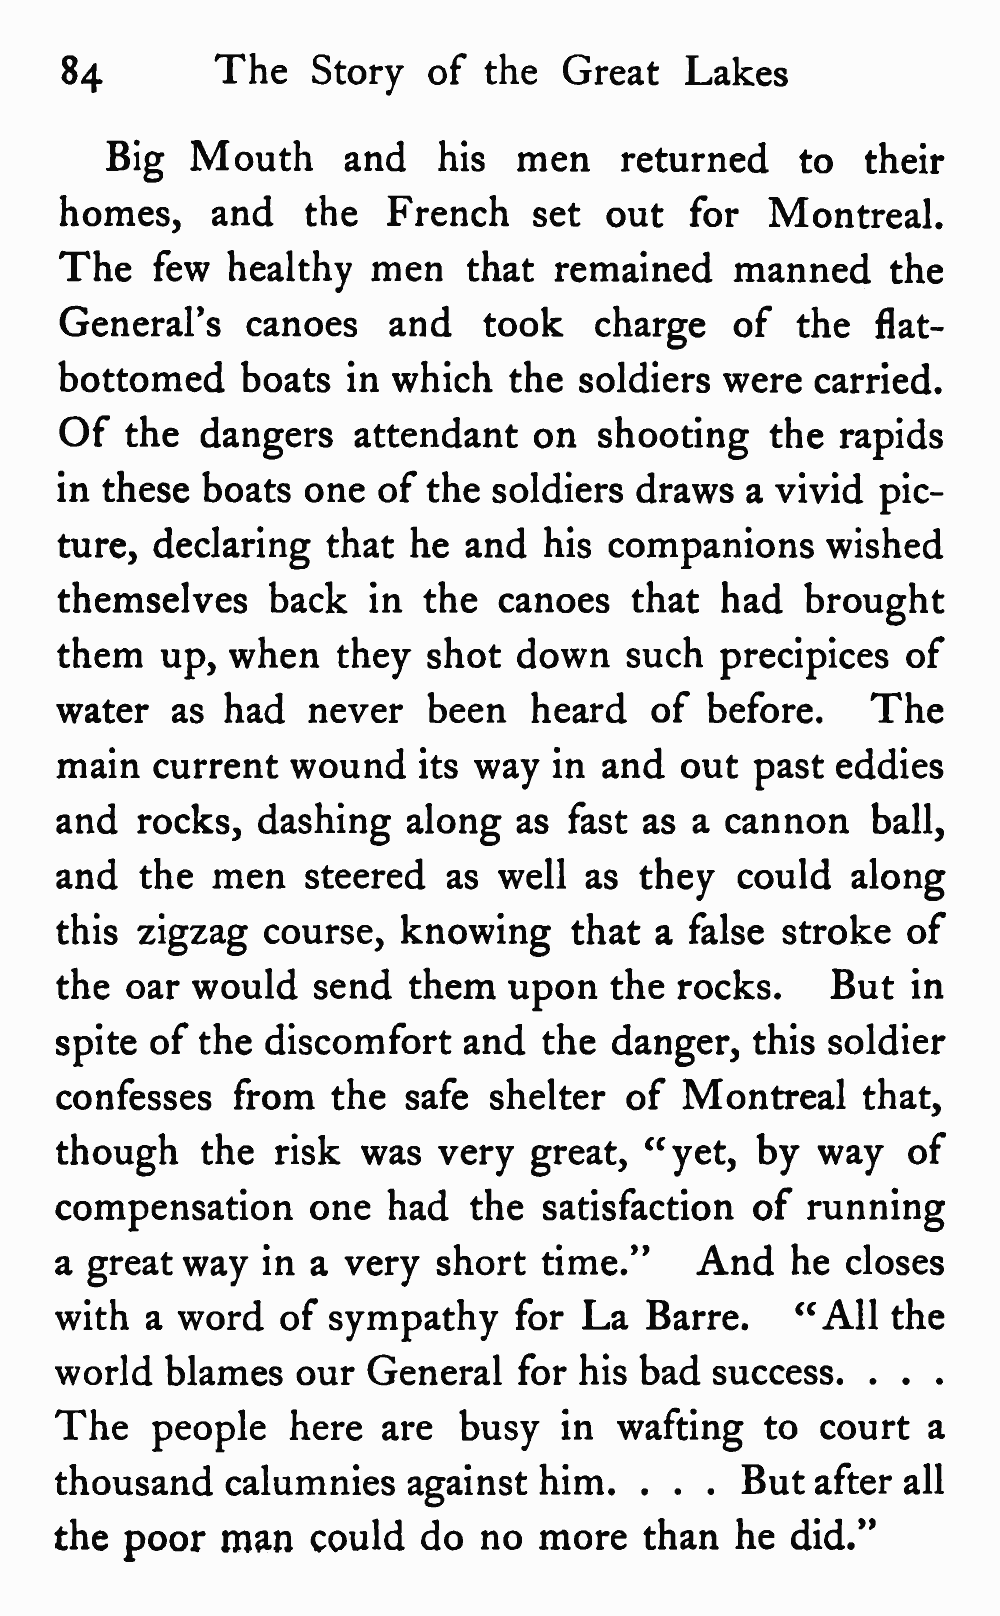 84 The Story of the Great Lakes
Big Mouth and his men returned to their
homes, and the French set out for Montreal.
The few healthy men that remained manned the
General's canoes and took charge of the flat-
bottomed boats in which the soldiers were carried.
Of the dangers attendant on shooting the rapids
in these boats one of the soldiers draws a vivid pic-
ture, declaring that he and his companions wished
themselves back in the canoes that had brought
them up, when they shot down such precipices of
water as had never been heard of before. The
main current wound its way in and out past eddies
and rocks, dashing along as fast as a cannon ball,
and the men steered as well as they could along
this zigzag course, knowing that a false stroke of
the oar would send them upon the rocks. But in
spite of the discomfort and the danger, this soldier
confesses from the safe shelter of Montreal that,
though the risk was very great, “yet, by way of
compensation one had the satisfaction of running
a great way in a very short time.” And he closes
with a word of sympathy for La Barre. “All the
world blames our General for his bad success. . . .
The people here are busy in wafting to court a
thousand calumnies against him. . . . But after all
the poor man could do no more than he did.”